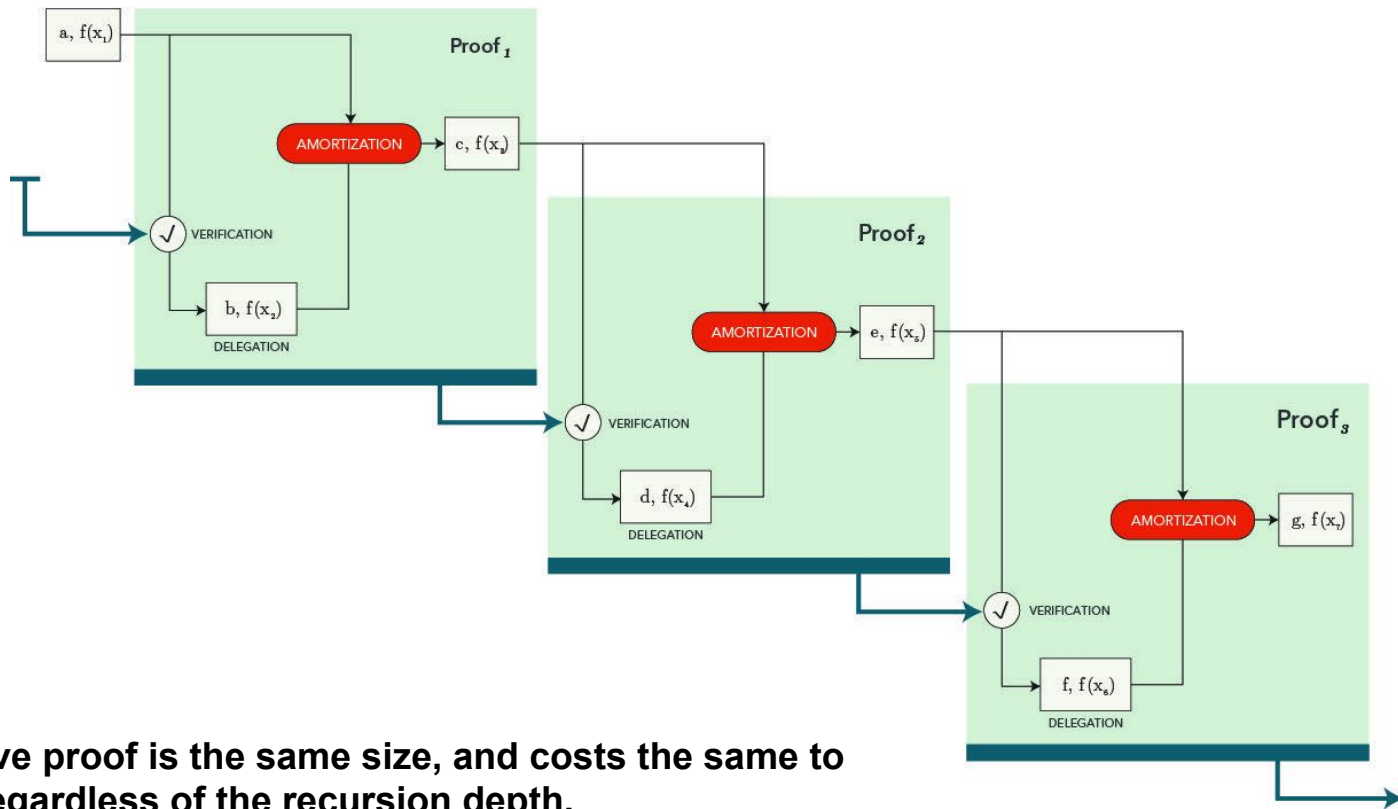 a, f(x₁)
Proof₁
AMORTIZATION
c, f(x₃)
✓ VERIFICATION
b, f(x₂)
DELEGATION
Proof₂
AMORTIZATION
e, f(x₅)
✓ VERIFICATION
d, f(x₄)
DELEGATION
Proof₃
AMORTIZATION
g, f(x₇)
✓ VERIFICATION
f, f(x₆)
DELEGATION
ve proof is the same size, and costs the same to
egardless of the recursion depth.